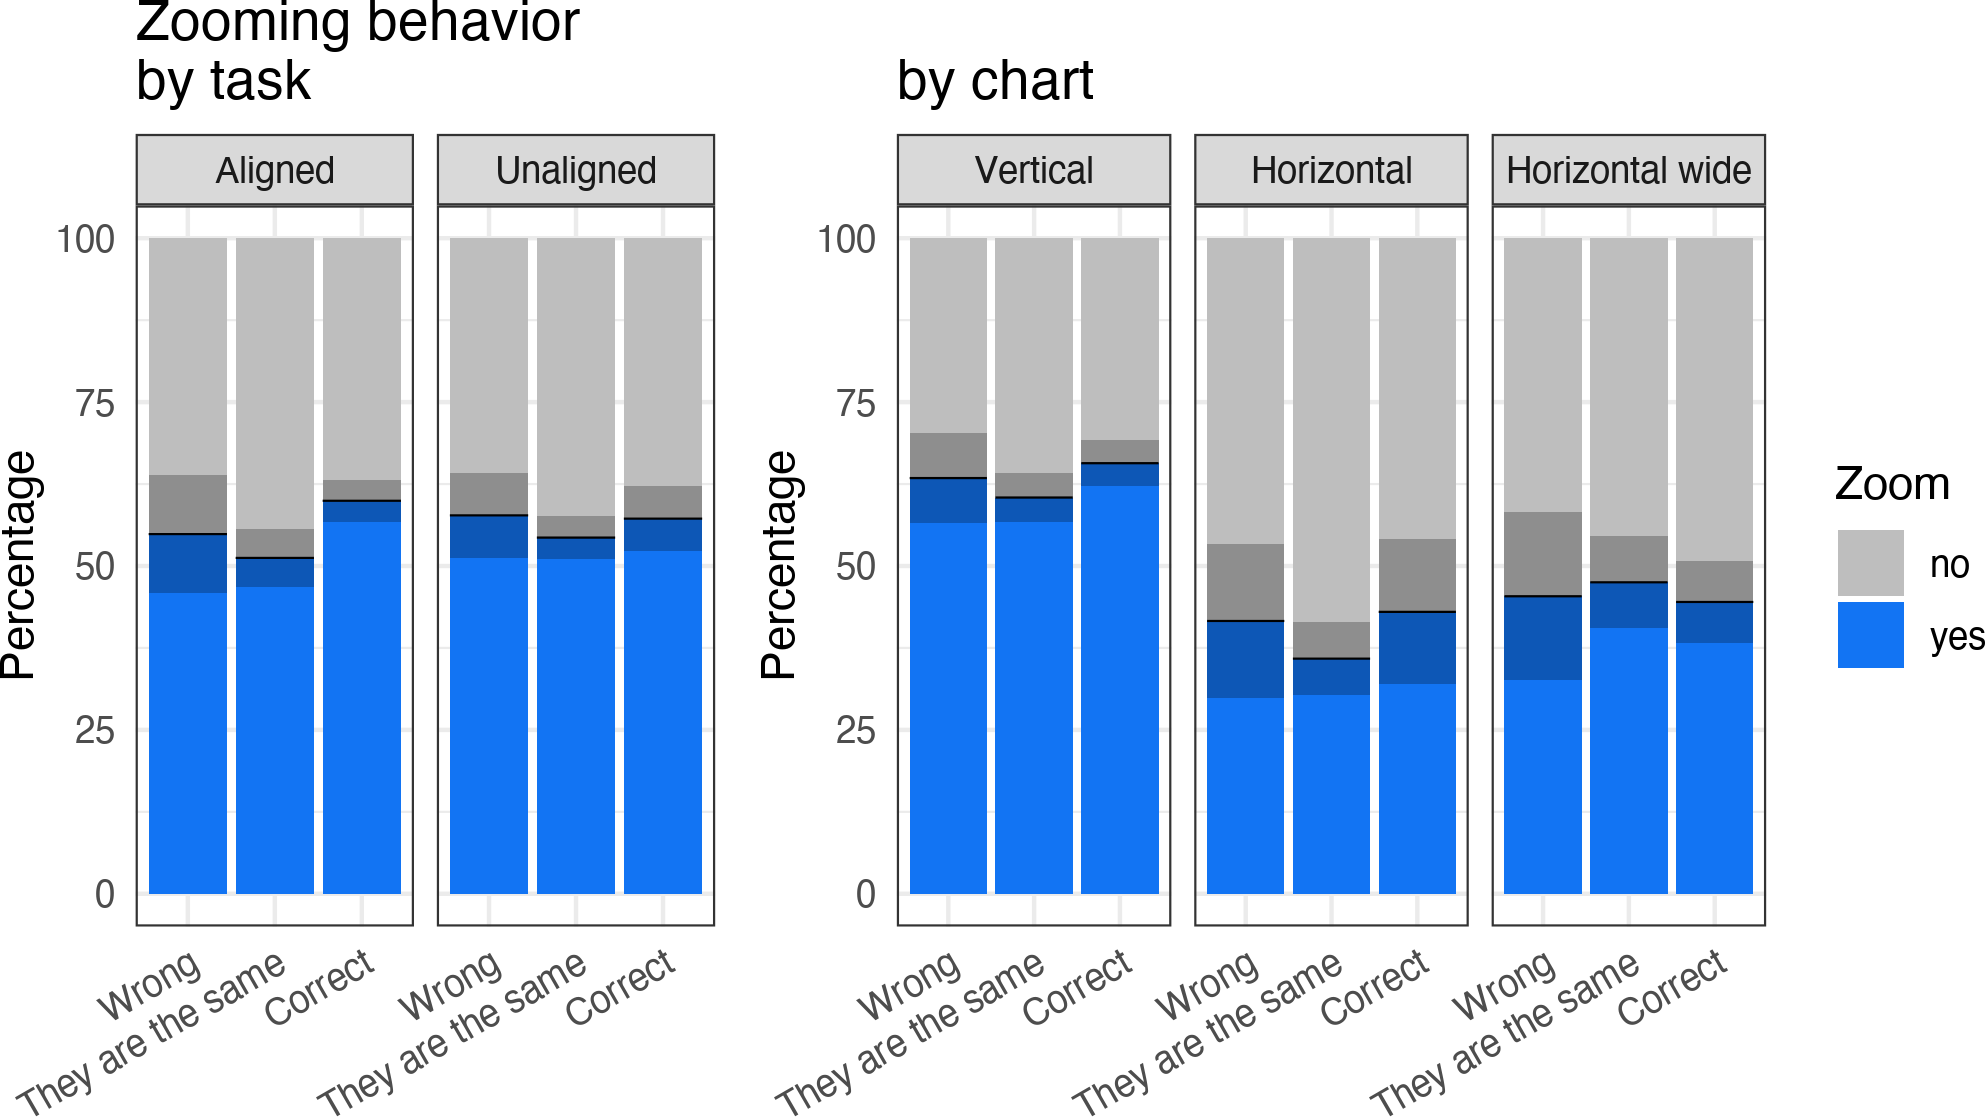 Zooming behavior
by task
by chart
Aligned
Unaligned
Vertical
Horizontal
Horizontal wide
100
75
50
25
0
Percentage
100
75
50
25
0
Percentage
Wrong
They are the same
Correct
Wrong
They are the same
Correct
Wrong
They are the same
Correct
Wrong
They are the same
Correct
Wrong
They are the same
Correct
Zoom
no
yes